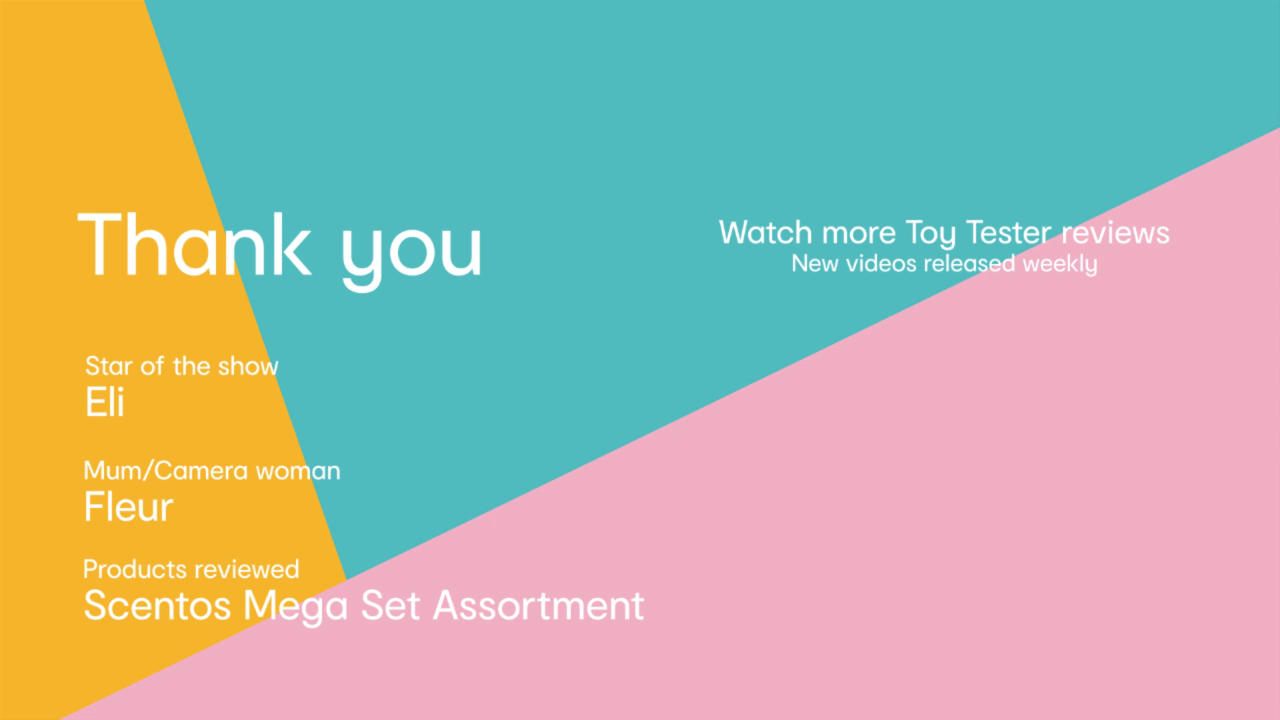 Thank you
Star of the show
Eli
Mum/Camera woman
Fleur
Products reviewed
Scentos Mega Set Assortment
Watch more Toy Tester reviews
New videos released weekly